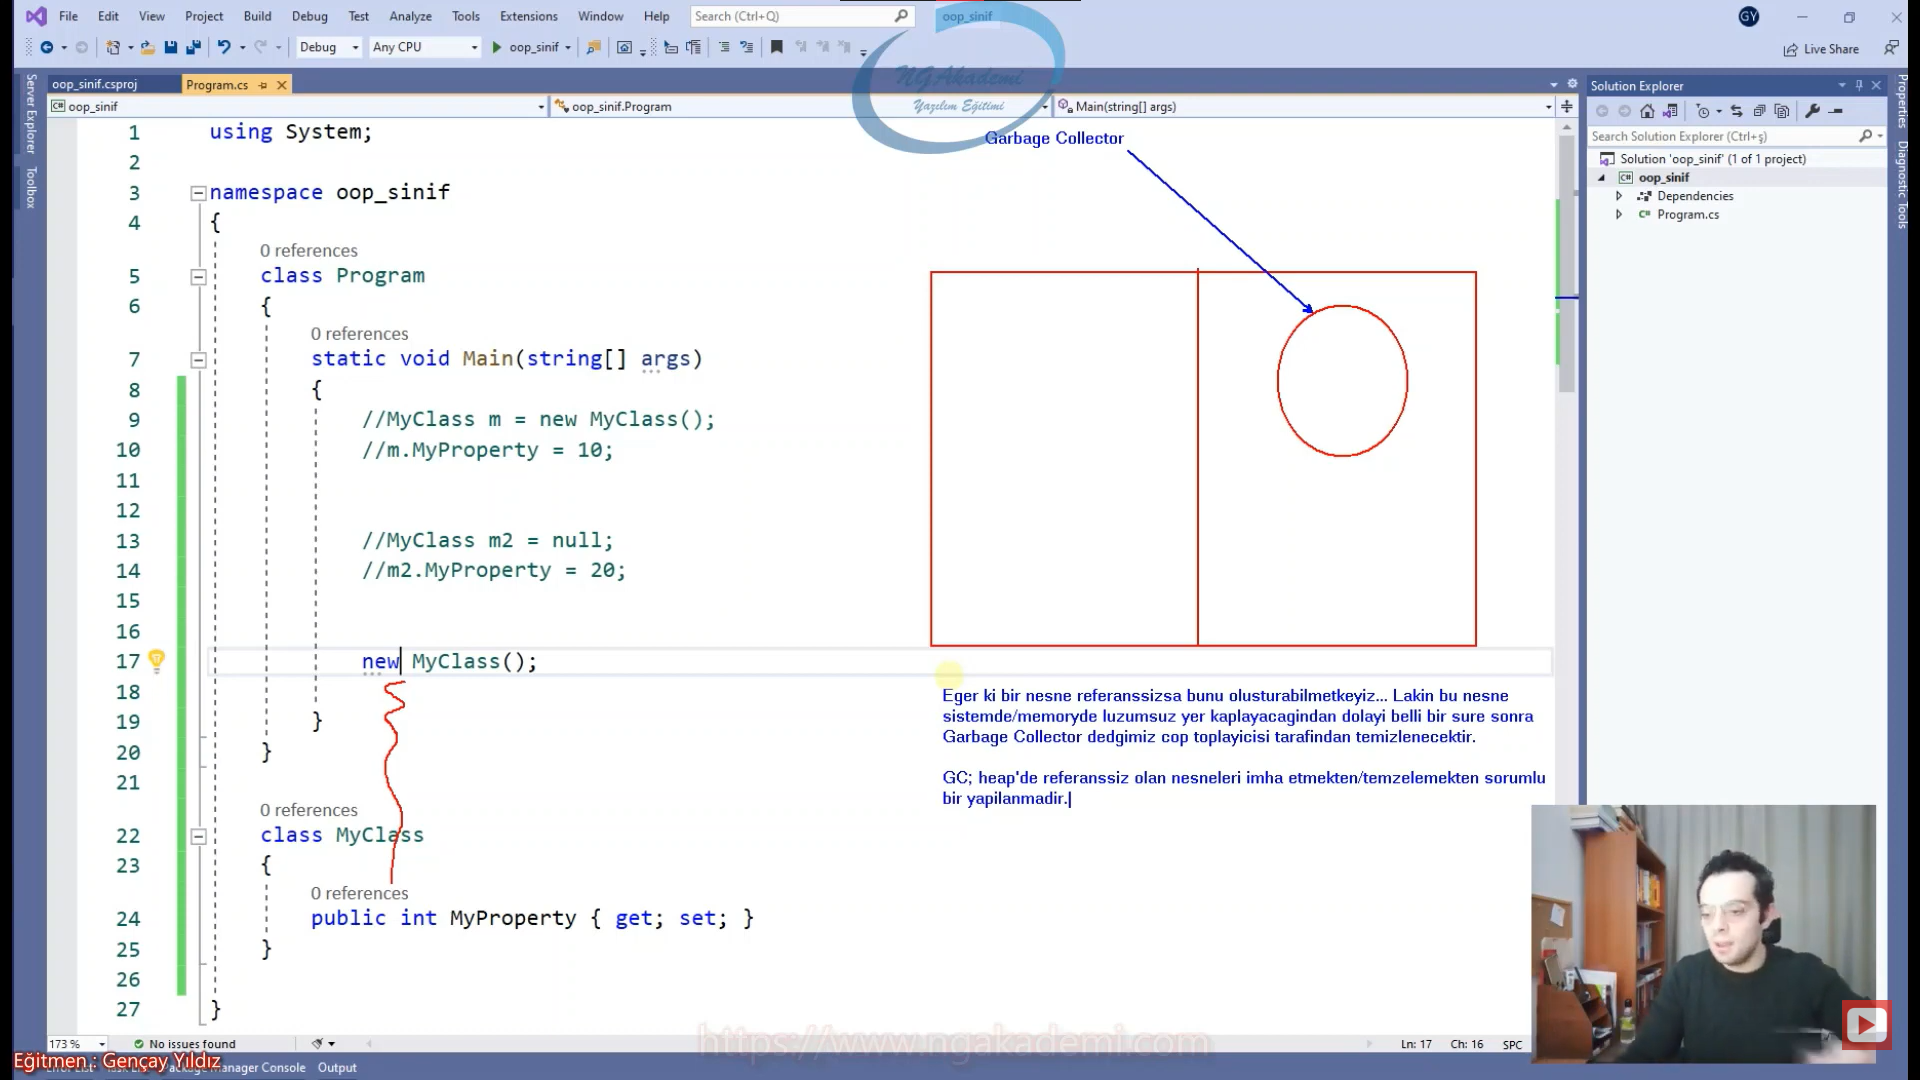 File Edit View Project Build Debug Test Analyze Tools Extensions Window Help Search (Ctrl+Q) oop_sinif GY
Debug Any CPU oop_sinif Live Share
NGAkademi
Yazılım Eğitimi
Server Explorer
Toolbox
oop_sinif.csproj Program.cs
oop_sinif oop_sinif.Program Main(string[] args)
1 using System;
2
3 namespace oop_sinif
4 {
0 references
5 class Program
6 {
0 references
7 static void Main(string[] args)
8 {
9 //MyClass m = new MyClass();
10 //m.MyProperty = 10;
11
12
13 //MyClass m2 = null;
14 //m2.MyProperty = 20;
15
16
17 new MyClass();
18
19 }
20 }
21
0 references
22 class MyClass
23 {
0 references
24 public int MyProperty { get; set; }
25 }
26
27 }
Garbage Collector
Eger ki bir nesne referanssizsa bunu olusturabilmetkeyiz... Lakin bu nesne
sistemde/memoryde luzumsuz yer kaplayacagindan dolayi belli bir sure sonra
Garbage Collector dedgimiz cop toplayicisi tarafindan temizlenecektir.
GC; heap'de referanssiz olan nesneleri imha etmekten/temzelemekten sorumlu
bir yapilanmadir.
Solution Explorer
Search Solution Explorer (Ctrl+ş)
Solution 'oop_sinif' (1 of 1 project)
oop_sinif
Dependencies
Program.cs
Properties
Diagnostic Tools
173 % No issues found Ln: 17 Ch: 16 SPC
https://www.ngakademi.com
Eğitmen : Gençay Yıldız
Package Manager Console Output